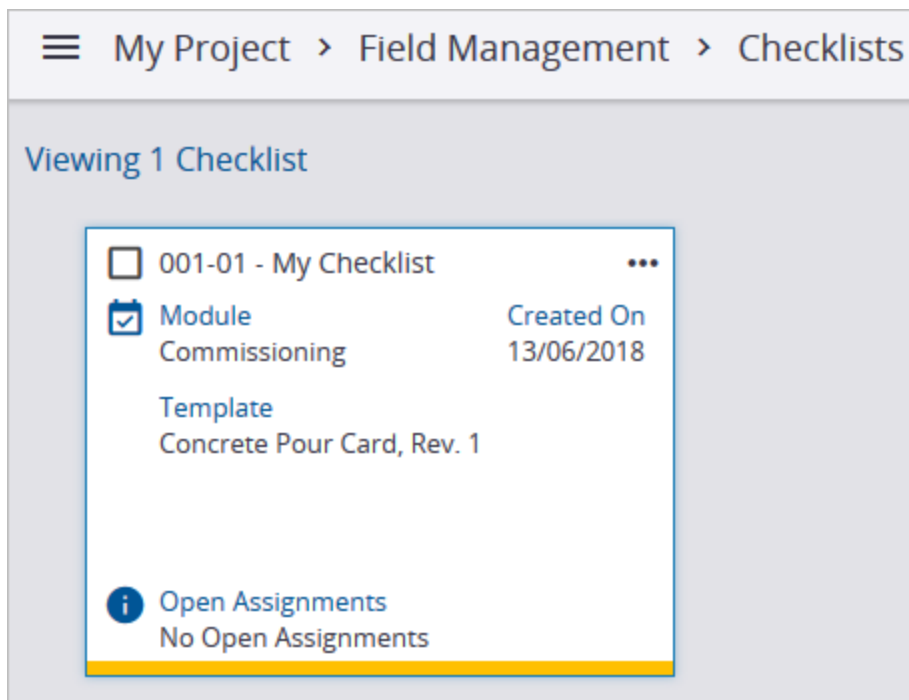 My Project > Field Management > Checklists
Viewing 1 Checklist
001-01 - My Checklist
Module
Created On
Commissioning
13/06/2018
Template
Concrete Pour Card, Rev. 1
Open Assignments
No Open Assignments